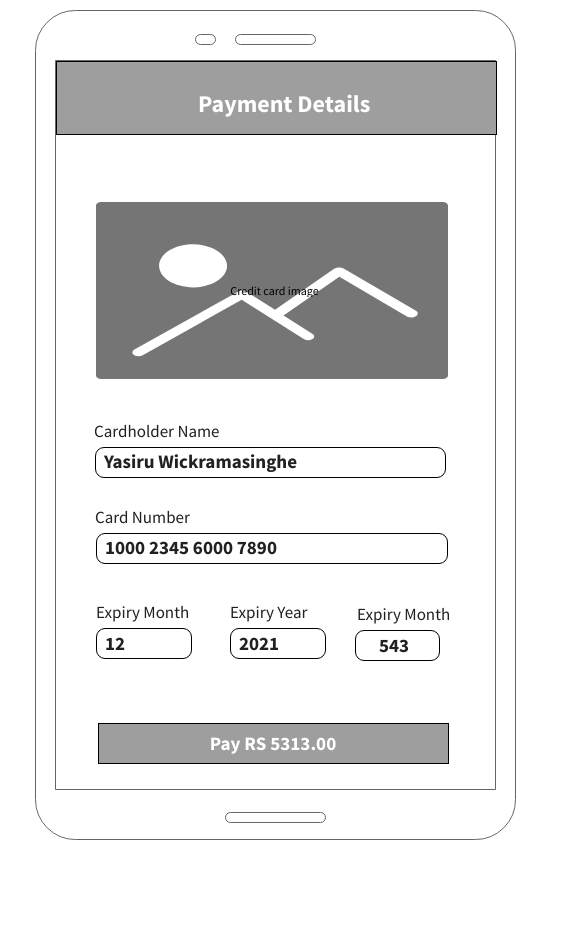 Payment Details
Credit card image
Cardholder Name
Yasiru Wickramasinghe
Card Number
1000 2345 6000 7890
Expiry Month Expiry Year Expiry Month
12 2021 543
Pay RS 5313.00